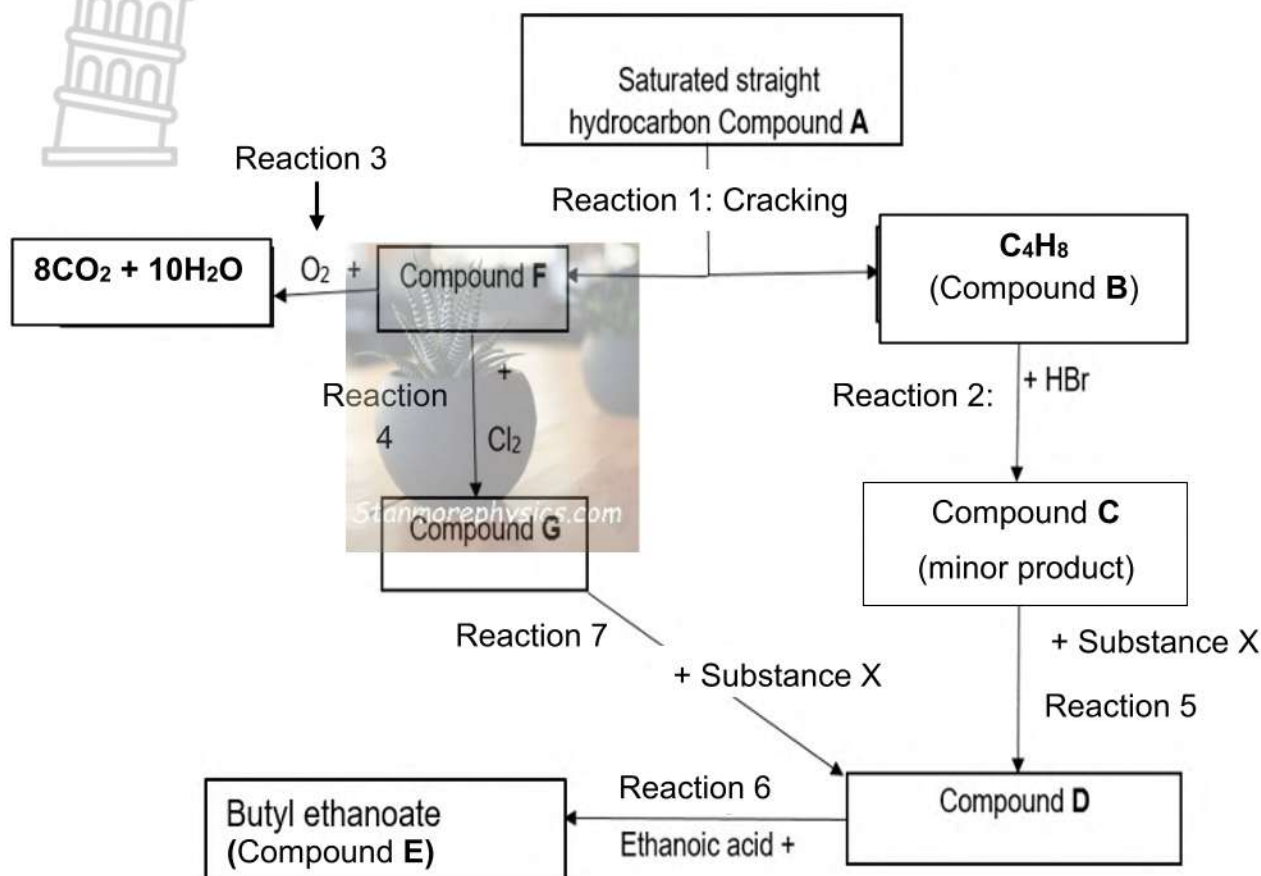 Saturated straight
hydrocarbon Compound A
Reaction 3
Reaction 1: Cracking
8CO₂ + 10H₂O
O₂ +
Compound F
C₄H₈
(Compound B)
Reaction
4
+
Cl₂
Reaction 2:
+ HBr
Stanmorephysics.com
Compound G
Compound C
(minor product)
Reaction 7
+ Substance X
+ Substance X
Reaction 5
Butyl ethanoate
(Compound E)
Reaction 6
Ethanoic acid +
Compound D